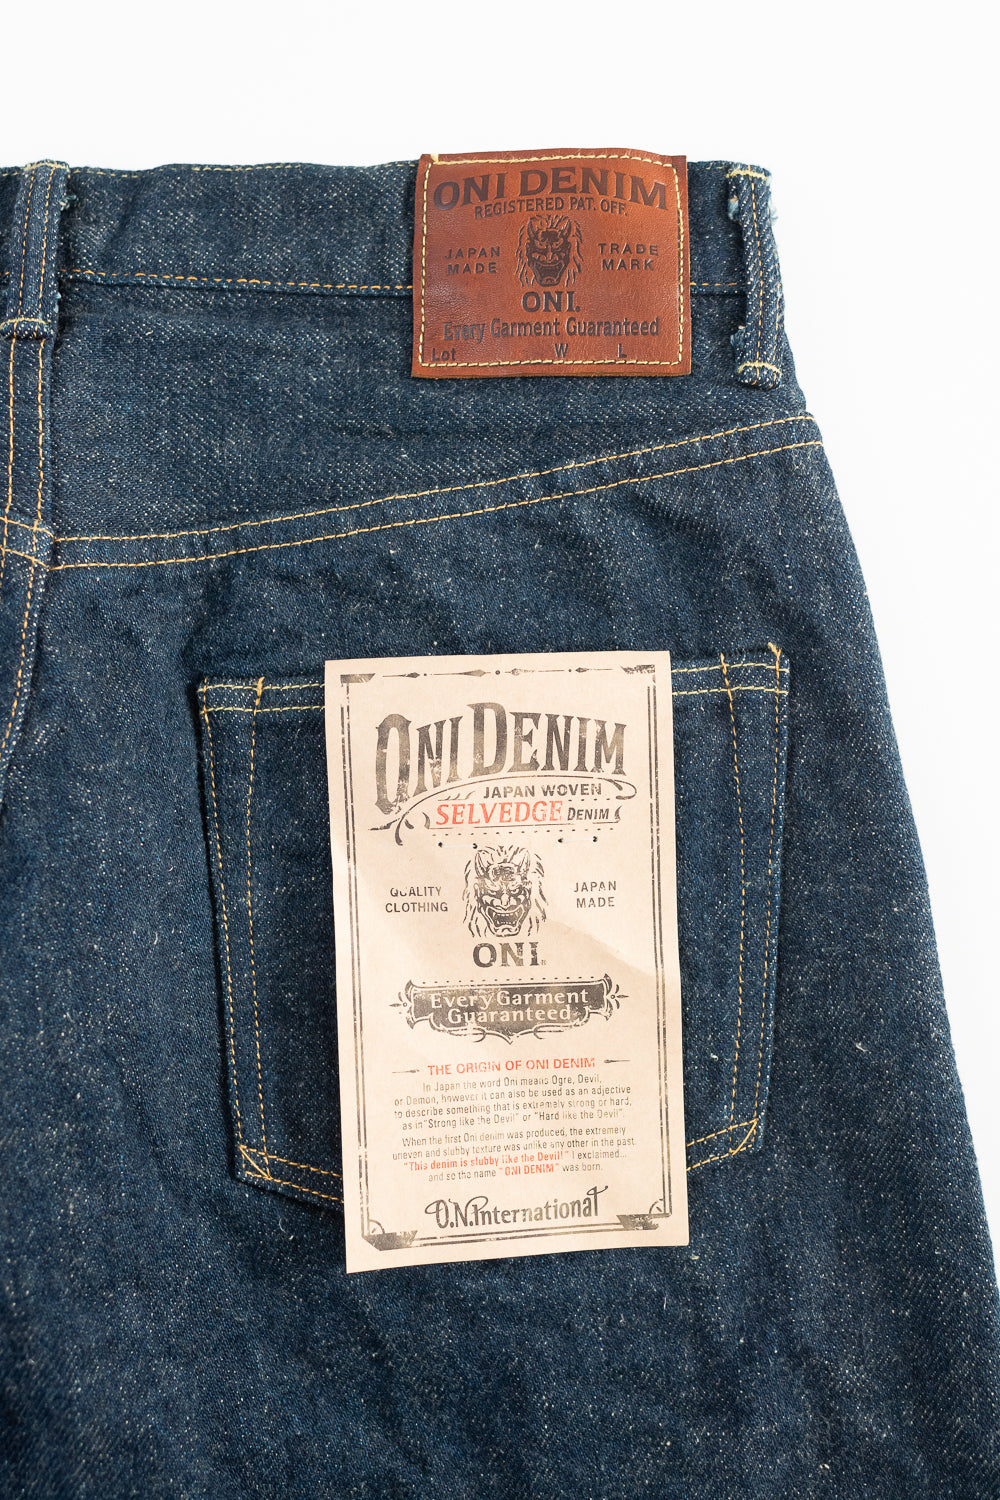 ONI DENIM
REGISTERED PAT. OFF.
JAPAN MADE
TRADE MARK
ONI.
Every Garment Guaranteed
Lot W L
ONI DENIM
JAPAN WOVEN
SELVEDGE DENIM
QUALITY CLOTHING
JAPAN MADE
ONI.
Every Garment
Guaranteed
THE ORIGIN OF ONI DENIM
In Japan the word Oni means Ogre, Devil,
or Demon, however it can also be used as an adjective
to describe something that is extremely strong or hard,
as in "Strong like the Devil" or "Hard like the Devil".
When the first Oni denim was produced, the extremely
uneven and slubby texture was unlike any other in the past.
"This denim is slubby like the Devil!" I exclaimed...
and so the name "ONI DENIM" was born.
O.N.International